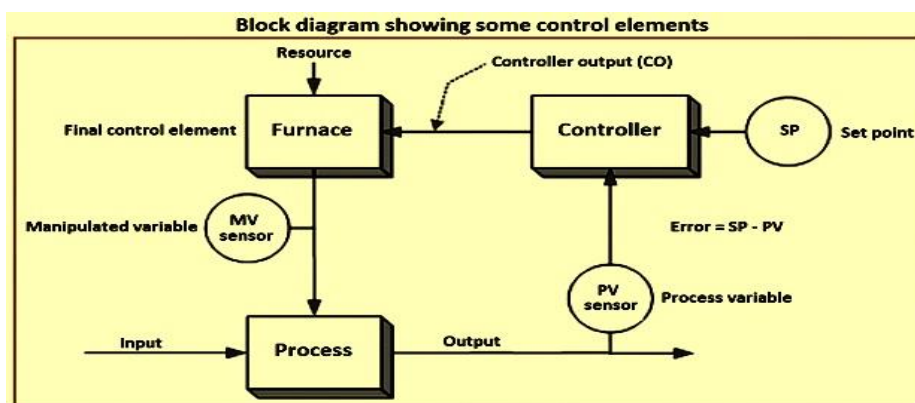 Block diagram showing some control elements
Resource
Controller output (CO)
Final control element
Furnace
Controller
SP
Set point
Manipulated variable
MV
sensor
Error = SP - PV
PV
sensor
Process variable
Input
Process
Output